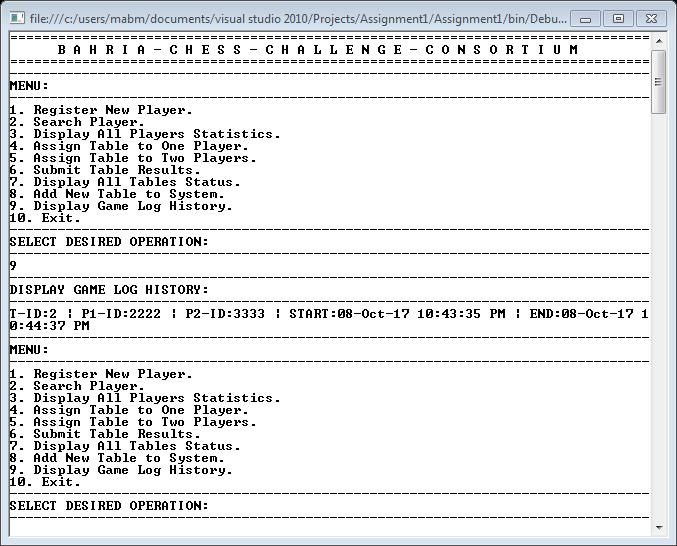 file:///c:/users/mabm/documents/visual studio 2010/Projects/Assignment1/Assignment1/bin/Debu...
B A H R I A - C H E S S - C H A L L E N G E - C O N S O R T I U M
MENU:
1. Register New Player.
2. Search Player.
3. Display All Players Statistics.
4. Assign Table to One Player.
5. Assign Table to Two Players.
6. Submit Table Results.
7. Display All Tables Status.
8. Add New Table to System.
9. Display Game Log History.
10. Exit.
SELECT DESIRED OPERATION:
9
DISPLAY GAME LOG HISTORY:
T-ID:2 ¦ P1-ID:2222 ¦ P2-ID:3333 ¦ START:08-Oct-17 10:43:35 PM ¦ END:08-Oct-17 1
0:44:37 PM
MENU:
1. Register New Player.
2. Search Player.
3. Display All Players Statistics.
4. Assign Table to One Player.
5. Assign Table to Two Players.
6. Submit Table Results.
7. Display All Tables Status.
8. Add New Table to System.
9. Display Game Log History.
10. Exit.
SELECT DESIRED OPERATION: